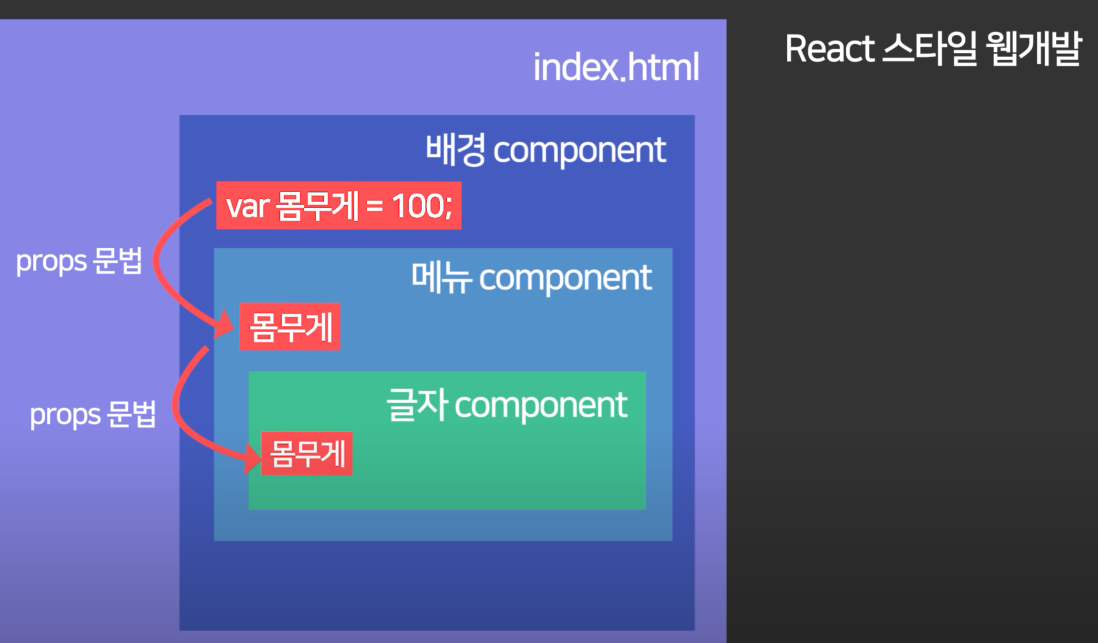 React 스타일 웹개발
index.html
배경 component
var 몸무게 = 100;
props 문법
메뉴 component
몸무게
props 문법
글자 component
몸무게